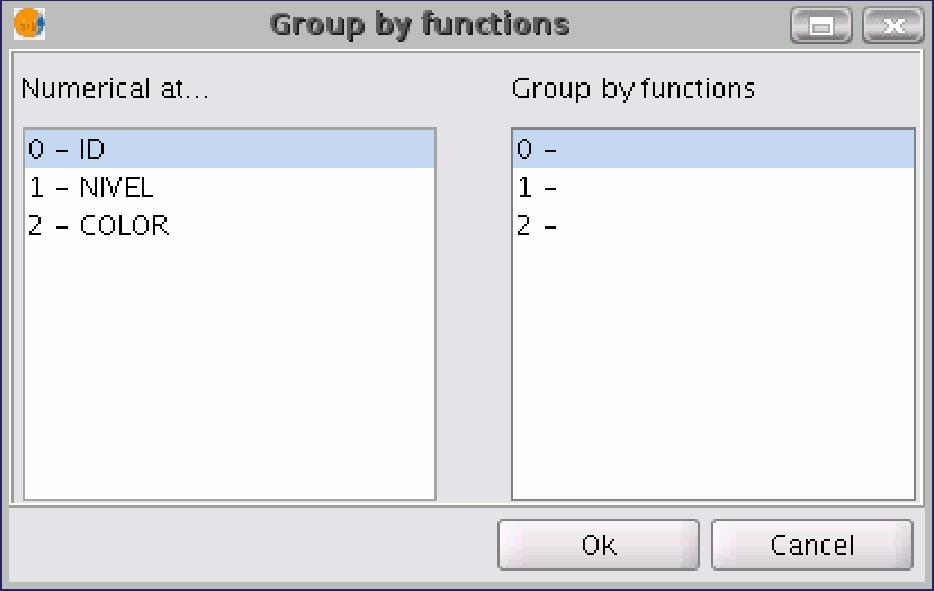 Group by functions
Numerical at...
Group by functions
0 - ID
1 - NIVEL
2 - COLOR
0 -
1 -
2 -
Ok
Cancel